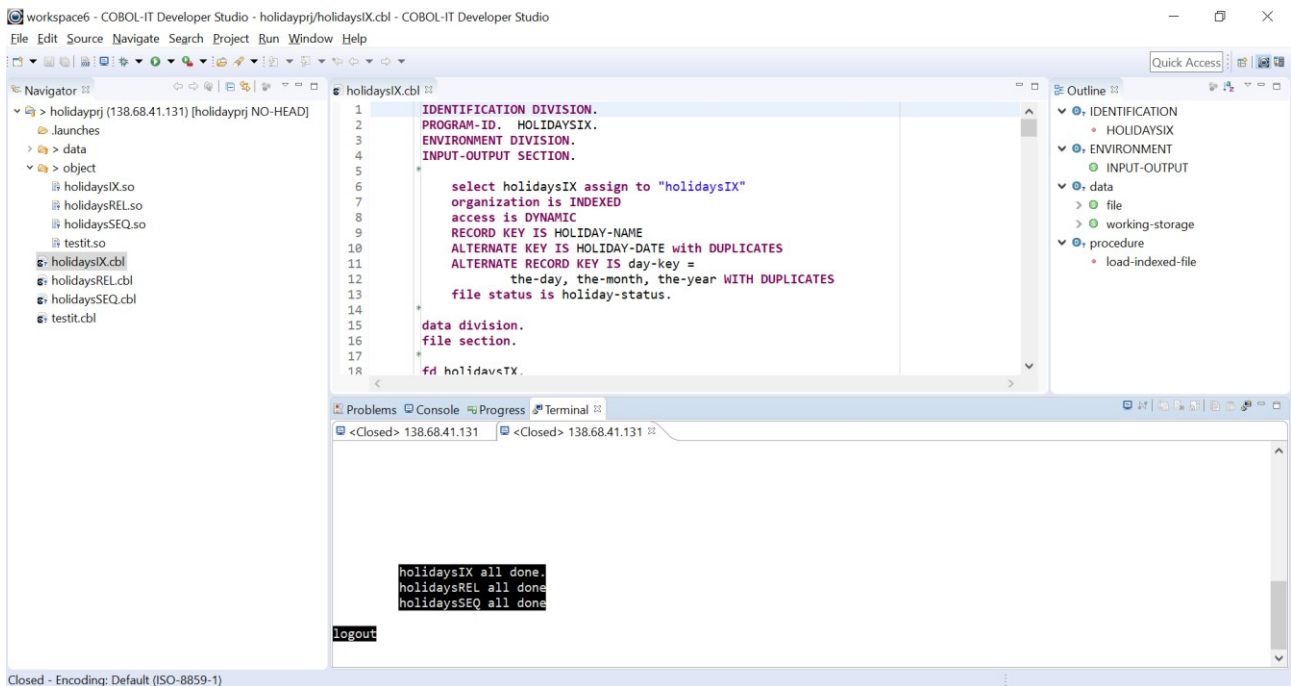 workspace6 - COBOL-IT Developer Studio - holidayprj/holidaysIX.cbl - COBOL-IT Developer Studio
File Edit Source Navigate Search Project Run Window Help
Quick Access
Navigator
> holidayprj (138.68.41.131) [holidayprj NO-HEAD]
.launches
> data
> object
holidaysIX.so
holidaysREL.so
holidaysSEQ.so
testit.so
holidaysIX.cbl
holidaysREL.cbl
holidaysSEQ.cbl
testit.cbl
holidaysIX.cbl
1 IDENTIFICATION DIVISION.
2 PROGRAM-ID. HOLIDAYSIX.
3 ENVIRONMENT DIVISION.
4 INPUT-OUTPUT SECTION.
5 *
6 select holidaysIX assign to "holidaysIX"
7 organization is INDEXED
8 access is DYNAMIC
9 RECORD KEY IS HOLIDAY-NAME
10 ALTERNATE KEY IS HOLIDAY-DATE with DUPLICATES
11 ALTERNATE RECORD KEY IS day-key =
12 the-day, the-month, the-year WITH DUPLICATES
13 file status is holiday-status.
14 *
15 data division.
16 file section.
17 *
18 fd holidaysIX.
Outline
IDENTIFICATION
HOLIDAYSIX
ENVIRONMENT
INPUT-OUTPUT
data
file
working-storage
procedure
load-indexed-file
Problems Console Progress Terminal
<Closed> 138.68.41.131 <Closed> 138.68.41.131
holidaysIX all done.
holidaysREL all done
holidaysSEQ all done
logout
Closed - Encoding: Default (ISO-8859-1)